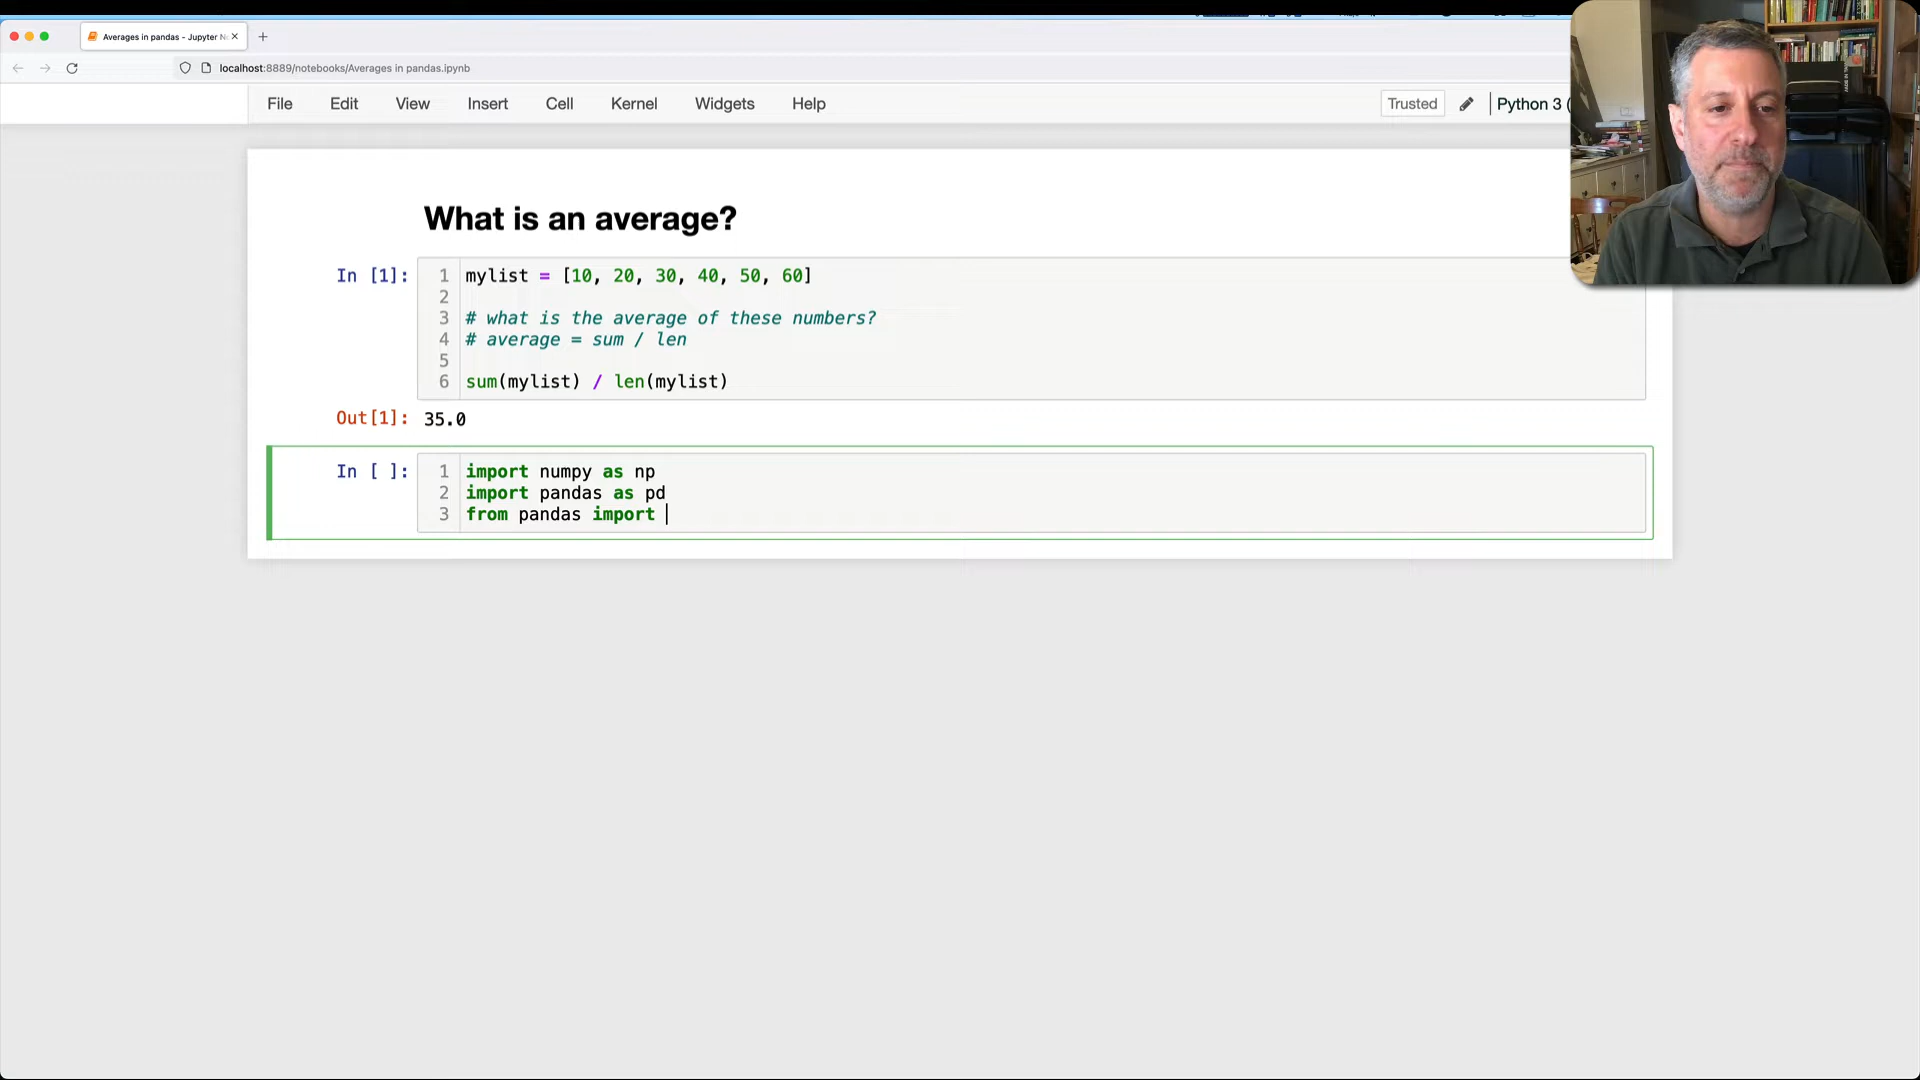 Averages in pandas - Jupyter N
localhost:8889/notebooks/Averages in pandas.ipynb
File Edit View Insert Cell Kernel Widgets Help
Trusted Python 3 (
What is an average?
In [1]: 1 mylist = [10, 20, 30, 40, 50, 60]
2
3 # what is the average of these numbers?
4 # average = sum / len
5
6 sum(mylist) / len(mylist)
Out[1]: 35.0
In [ ]: 1 import numpy as np
2 import pandas as pd
3 from pandas import